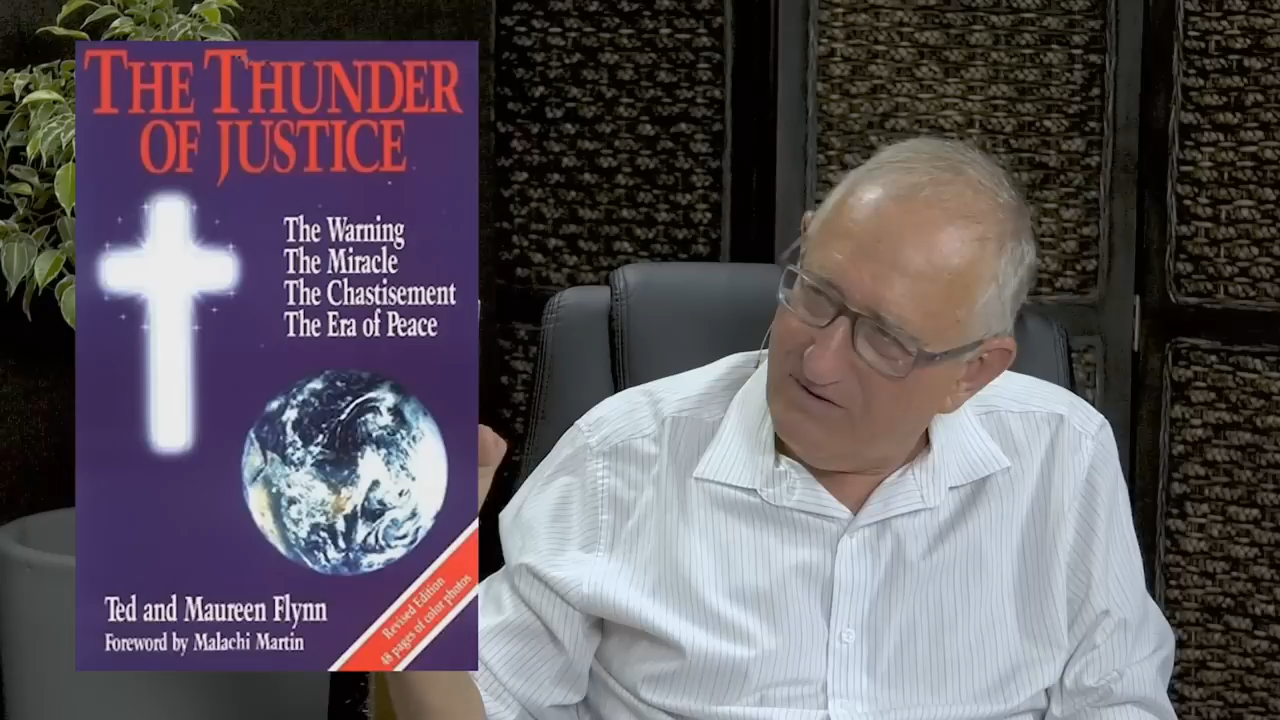 THE THUNDER
OF JUSTICE
The Warning
The Miracle
The Chastisement
The Era of Peace
Ted and Maureen Flynn
Foreword by Malachi Martin
Revised Edition
48 pages of color photos